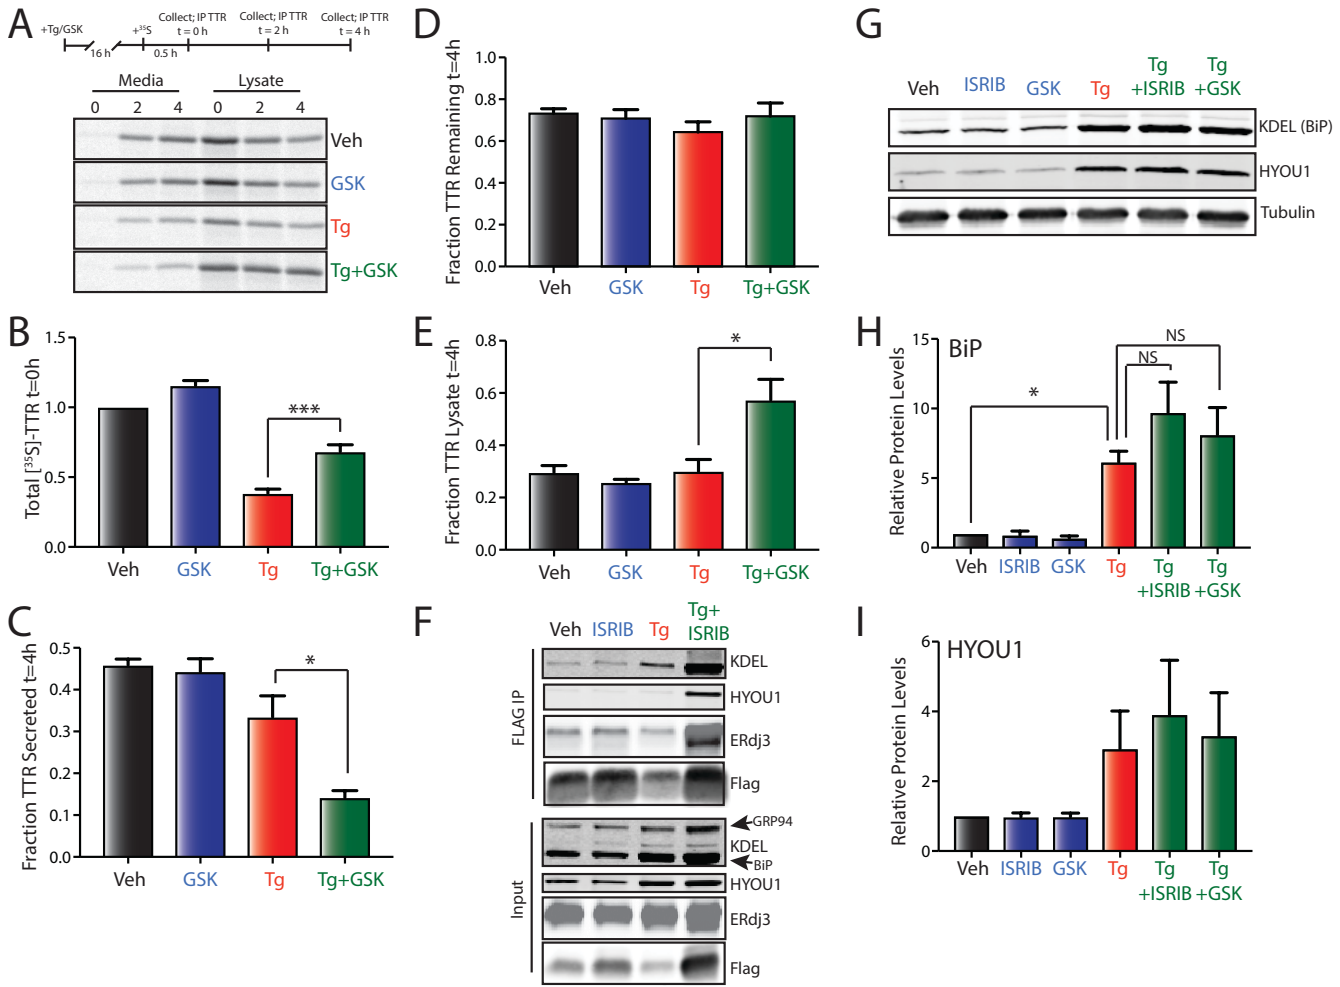 A
+Tg/GSK
16 h
+³⁵S
0.5 h
Collect; IP TTR
t = 0 h
Collect; IP TTR
t = 2 h
Collect; IP TTR
t = 4 h
Media Lysate
0 2 4 0 2 4
Veh
GSK
Tg
Tg+GSK
B
Total [³⁵S]-TTR t=0h
1.5
1.0
0.5
0.0
***
Veh GSK Tg Tg+GSK
C
Fraction TTR Secreted t=4h
0.5
0.4
0.3
0.2
0.1
0.0
*
Veh GSK Tg Tg+GSK
D
Fraction TTR Remaining t=4h
1.0
0.8
0.6
0.4
0.2
0.0
Veh GSK Tg Tg+GSK
E
Fraction TTR Lysate t=4h
0.8
0.6
0.4
0.2
0.0
*
Veh GSK Tg Tg+GSK
F
Veh ISRIB Tg Tg+
ISRIB
FLAG IP
KDEL
HYOU1
ERdj3
Flag
Input
GRP94
KDEL
BiP
HYOU1
ERdj3
Flag
G
Veh ISRIB GSK Tg Tg
+ISRIB Tg
+GSK
KDEL (BiP)
HYOU1
Tubulin
H
BiP
Relative Protein Levels
15
10
5
0
*
NS
NS
Veh ISRIB GSK Tg Tg
+ISRIB Tg
+GSK
I
HYOU1
Relative Protein Levels
6
4
2
0
Veh ISRIB GSK Tg Tg
+ISRIB Tg
+GSK